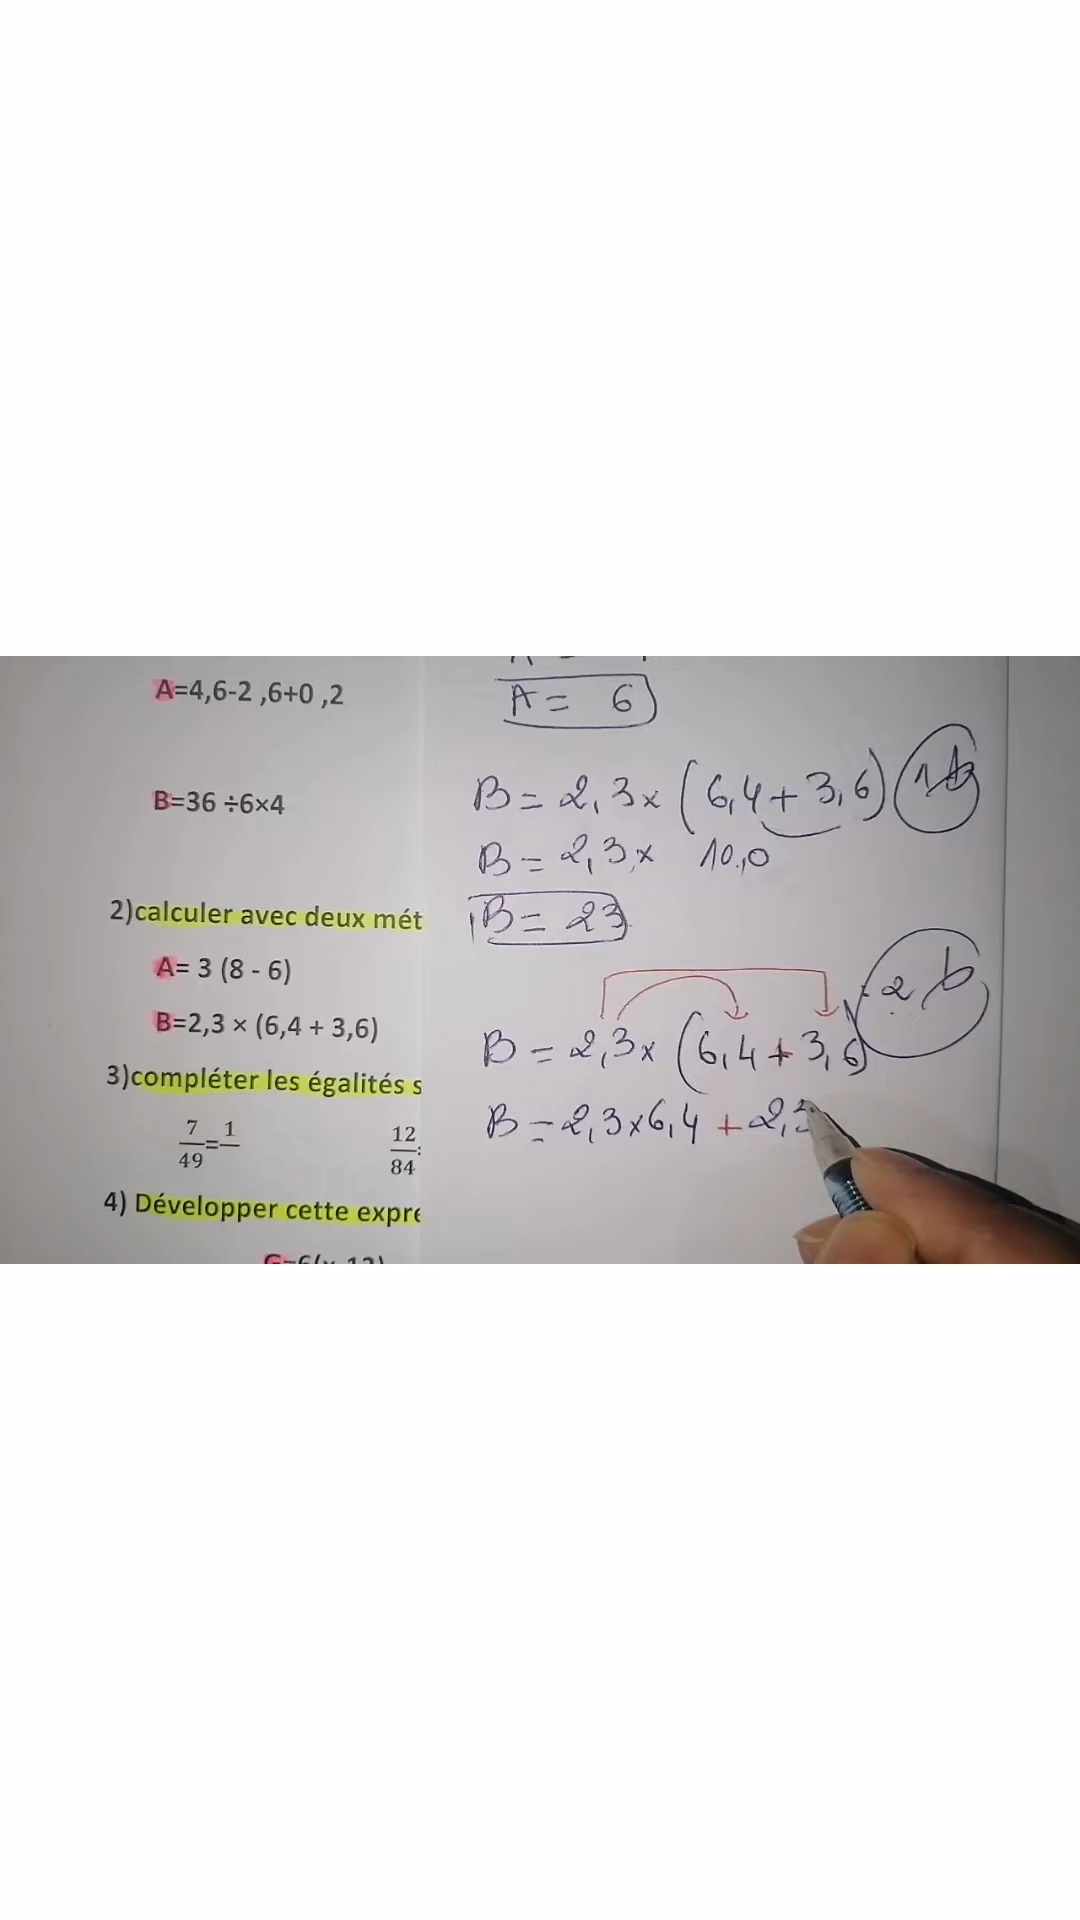 A=4,6-2 ,6+0 ,2
B=36 ÷6×4
2)calculer avec deux mét
A= 3 (8 - 6)
B=2,3 × (6,4 + 3,6)
3)compléter les égalités s
7/49=1/
12/84=
4) Développer cette expre
A = 6
B = 2,3 × (6,4 + 3,6)
B = 2,3 × 10,0
B = 23
2 b
B = 2,3 × (6,4 + 3,6)
B = 2,3 × 6,4 + 2,3